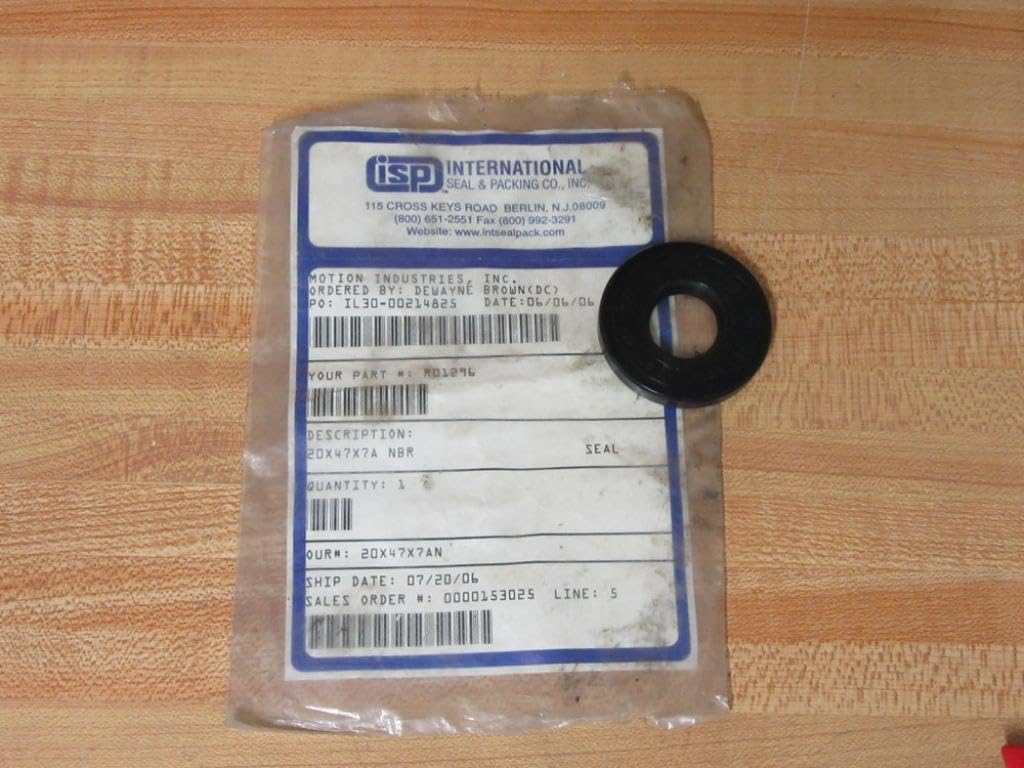 isp INTERNATIONAL
SEAL & PACKING CO., INC.
115 CROSS KEYS ROAD BERLIN, N.J.08009
(800) 651-2551 Fax (800) 992-3291
Website: www.intsealpack.com
MOTION INDUSTRIES, INC.
ORDERED BY: DEWAYNE BROWN(DC)
PO: IL30-00214825 DATE:06/06/06
YOUR PART #: R01296
DESCRIPTION:
20X47X7A NBR SEAL
QUANTITY: 1
OUR#: 20X47X7AN
SHIP DATE: 07/20/06
SALES ORDER #: 0000153025 LINE: 5